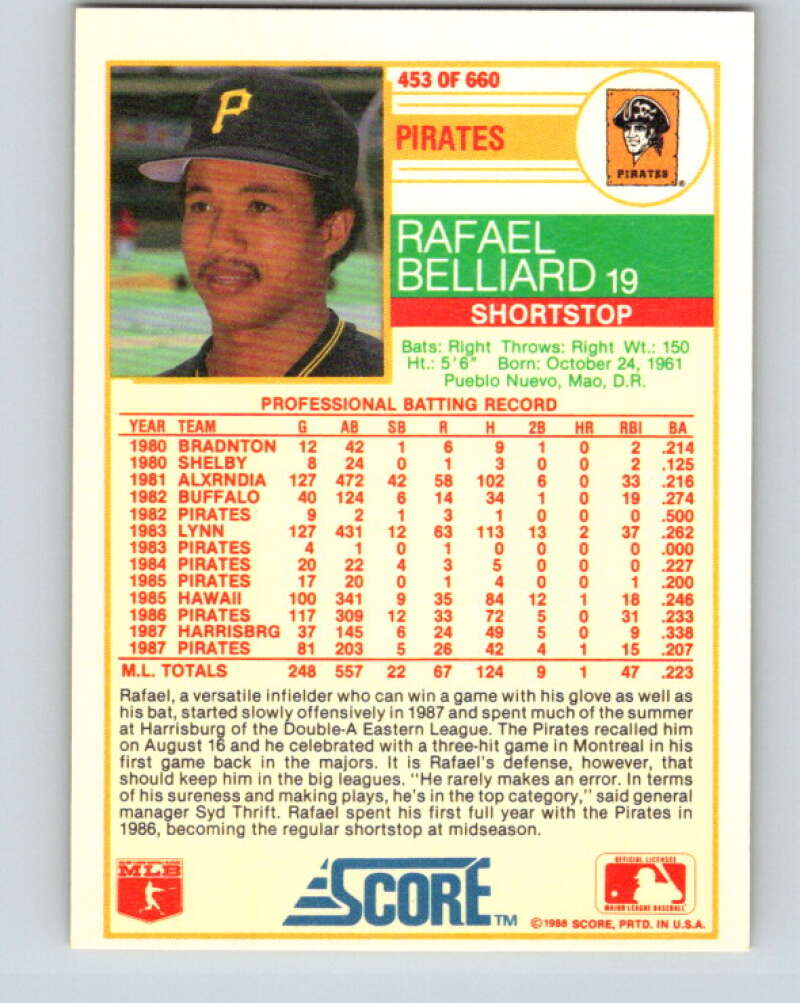 P
453 OF 660
PIRATES
PIRATES
RAFAEL
BELLIARD 19
SHORTSTOP
Bats: Right Throws: Right Wt.: 150
Ht.: 5'6" Born: October 24, 1961
Pueblo Nuevo, Mao, D.R.
PROFESSIONAL BATTING RECORD
YEAR TEAM G AB SB R H 2B HR RBI BA
1980 BRADNTON 12 42 1 6 9 1 0 2 .214
1980 SHELBY 8 24 0 1 3 0 0 2 .125
1981 ALXRNDIA 127 472 42 58 102 6 0 33 .216
1982 BUFFALO 40 124 6 14 34 1 0 19 .274
1982 PIRATES 9 2 1 3 1 0 0 0 .500
1983 LYNN 127 431 12 63 113 13 2 37 .262
1983 PIRATES 4 1 0 1 0 0 0 0 .000
1984 PIRATES 20 22 4 3 5 0 0 0 .227
1985 PIRATES 17 20 0 1 4 0 0 1 .200
1985 HAWAII 100 341 9 35 84 12 1 18 .246
1986 PIRATES 117 309 12 33 72 5 0 31 .233
1987 HARRISBRG 37 145 6 24 49 5 0 9 .338
1987 PIRATES 81 203 5 26 42 4 1 15 .207
M.L. TOTALS 248 557 22 67 124 9 1 47 .223
Rafael, a versatile infielder who can win a game with his glove as well as
his bat, started slowly offensively in 1987 and spent much of the summer
at Harrisburg of the Double-A Eastern League. The Pirates recalled him
on August 16 and he celebrated with a three-hit game in Montreal in his
first game back in the majors. It is Rafael's defense, however, that
should keep him in the big leagues. "He rarely makes an error. In terms
of his sureness and making plays, he's in the top category," said general
manager Syd Thrift. Rafael spent his first full year with the Pirates in
1986, becoming the regular shortstop at midseason.
MLB
SCORE TM
OFFICIAL LICENSEE
MAJOR LEAGUE BASEBALL
©1988 SCORE, PRTD. IN U.S.A.